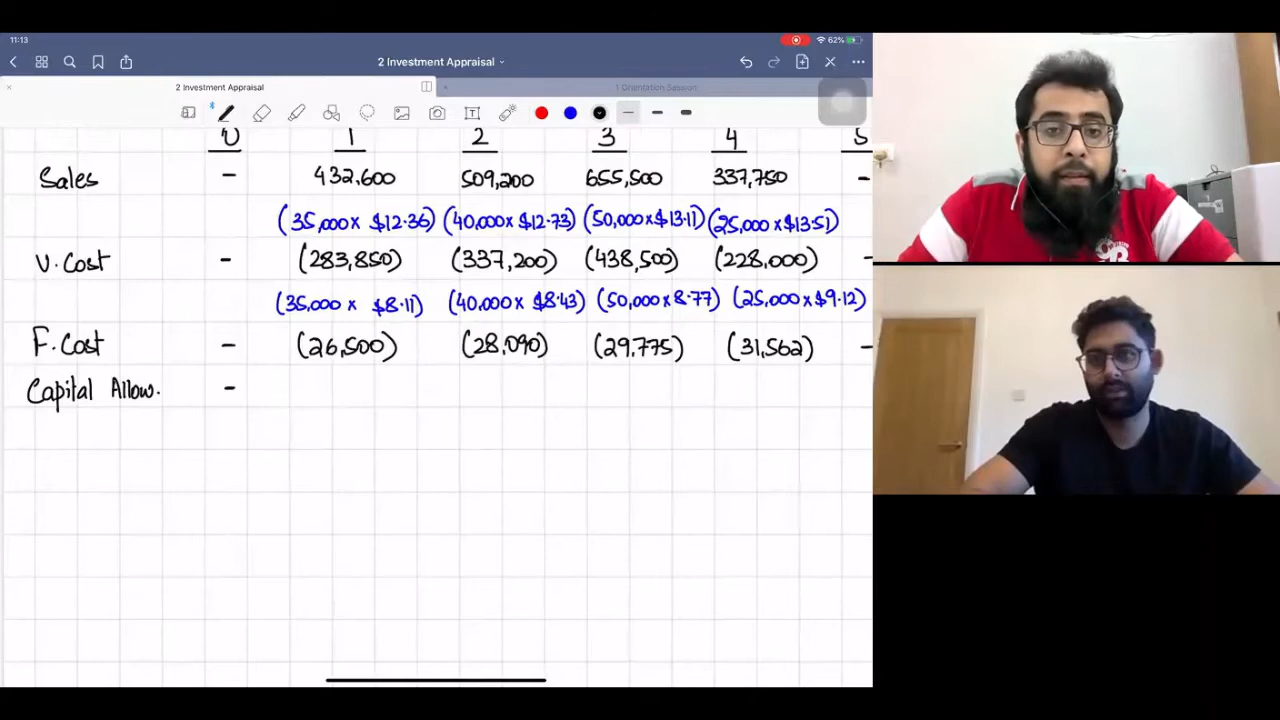 11:13 62%
2 Investment Appraisal
2 Investment Appraisal 1 Orientation Session
0 1 2 3 4 5
Sales - 432,600 509,200 655,500 337,750 -
(35,000 x $12.36) (40,000 x $12.73) (50,000 x $13.11) (25,000 x $13.51)
V. Cost - (283,850) (337,200) (438,500) (228,000) -
(35,000 x $8.11) (40,000 x $8.43) (50,000 x 8.77) (25,000 x $9.12)
F. Cost - (26,500) (28,090) (29,775) (31,562) -
Capital Allow. -